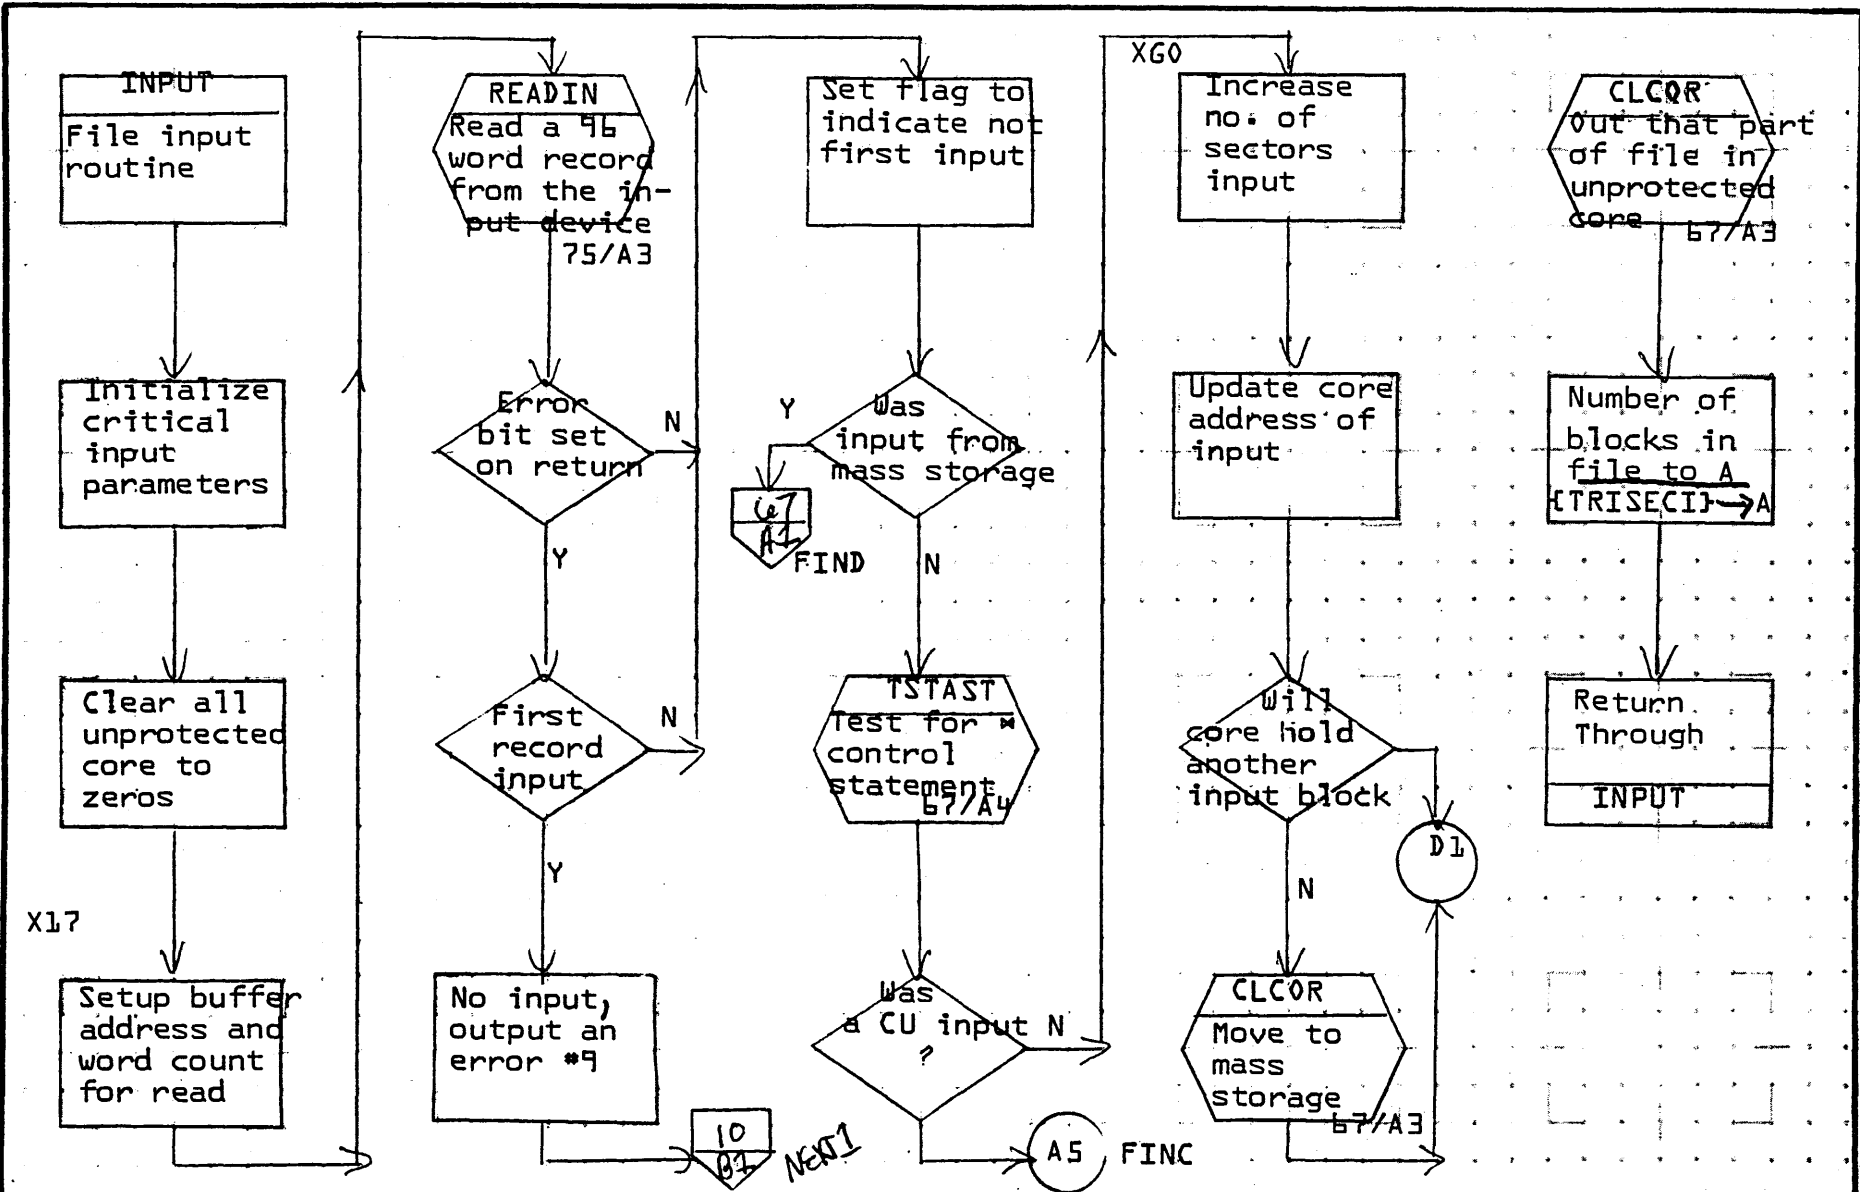 INPUT
File input
routine
Initialize
critical
input
parameters
Clear all
unprotected
core to
zeros
X17
Setup buffer
address and
word count
for read
READIN
Read a 96
word record
from the in-
put device
75/A3
Error
bit set
on return
N
Y
First
record
input
N
Y
No input,
output an
error #9
10
B1
NEXT1
Set flag to
indicate not
first input
Was
input from
mass storage
Y
67
A1
FIND
N
TSTAST
Test for *
control
statement
67/A4
Was
a CU input
?
N
A5
FINC
XGO
Increase
no. of
sectors
input
Update core
address of
input
Will
core hold
another
input block
D1
N
CLCOR
Move to
mass
storage
67/A3
CLCOR
Out that part
of file in
unprotected
core
67/A3
Number of
blocks in
file to A
{TRISECI}→A
Return
Through
INPUT